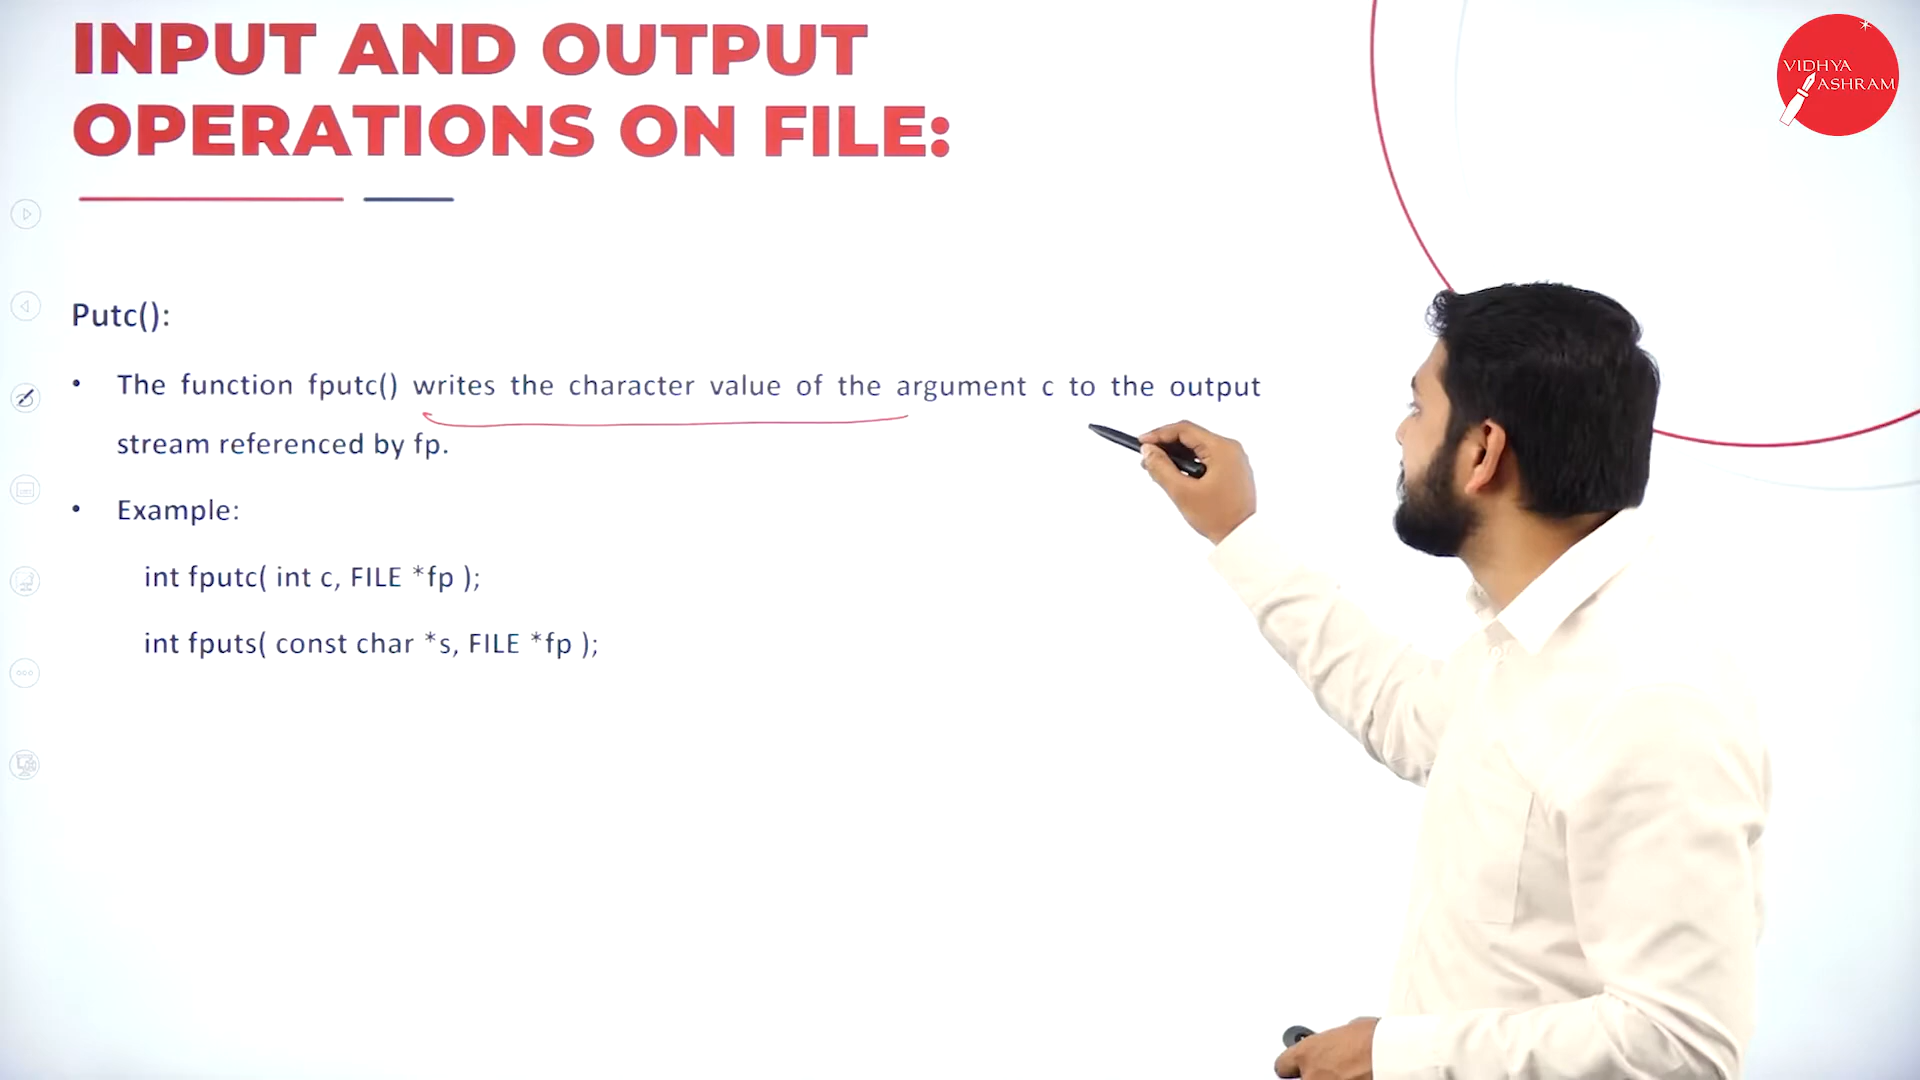 INPUT AND OUTPUT
OPERATIONS ON FILE:
VIDHYA
ASHRAM
Putc():
• The function fputc() writes the character value of the argument c to the output
stream referenced by fp.
• Example:
int fputc( int c, FILE *fp );
int fputs( const char *s, FILE *fp );